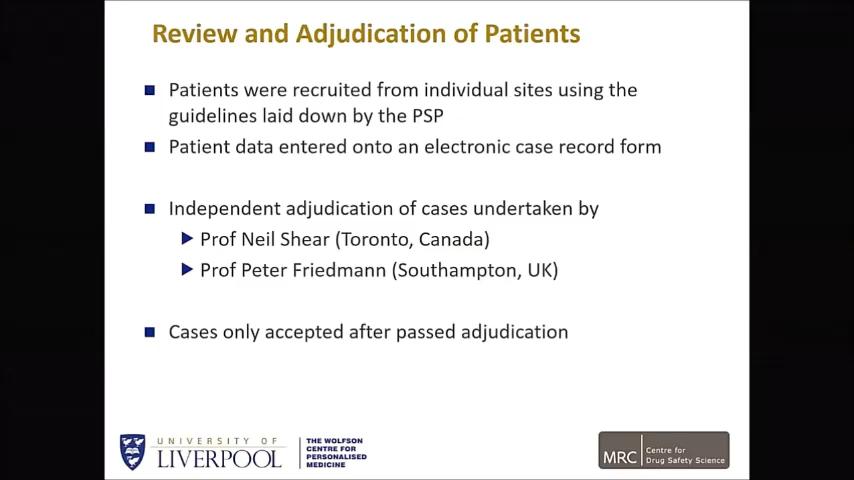 Review and Adjudication of Patients
Patients were recruited from individual sites using the
guidelines laid down by the PSP
Patient data entered onto an electronic case record form
Independent adjudication of cases undertaken by
Prof Neil Shear (Toronto, Canada)
Prof Peter Friedmann (Southampton, UK)
Cases only accepted after passed adjudication
UNIVERSITY OF
LIVERPOOL
THE WOLFSON
CENTRE FOR
PERSONALISED
MEDICINE
MRC
Centre for
Drug Safety Science